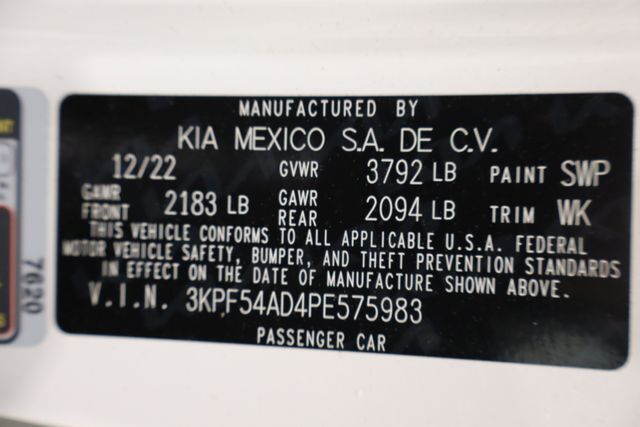 MANUFACTURED BY
KIA MEXICO S.A. DE C.V.
12/22 GVWR 3792 LB PAINT SWP
GAWR FRONT 2183 LB GAWR REAR 2094 LB TRIM WK
THIS VEHICLE CONFORMS TO ALL APPLICABLE U.S.A. FEDERAL
MOTOR VEHICLE SAFETY, BUMPER, AND THEFT PREVENTION STANDARDS
IN EFFECT ON THE DATE OF MANUFACTURE SHOWN ABOVE.
V.I.N. 3KPF54AD4PE575983
PASSENGER CAR
7620